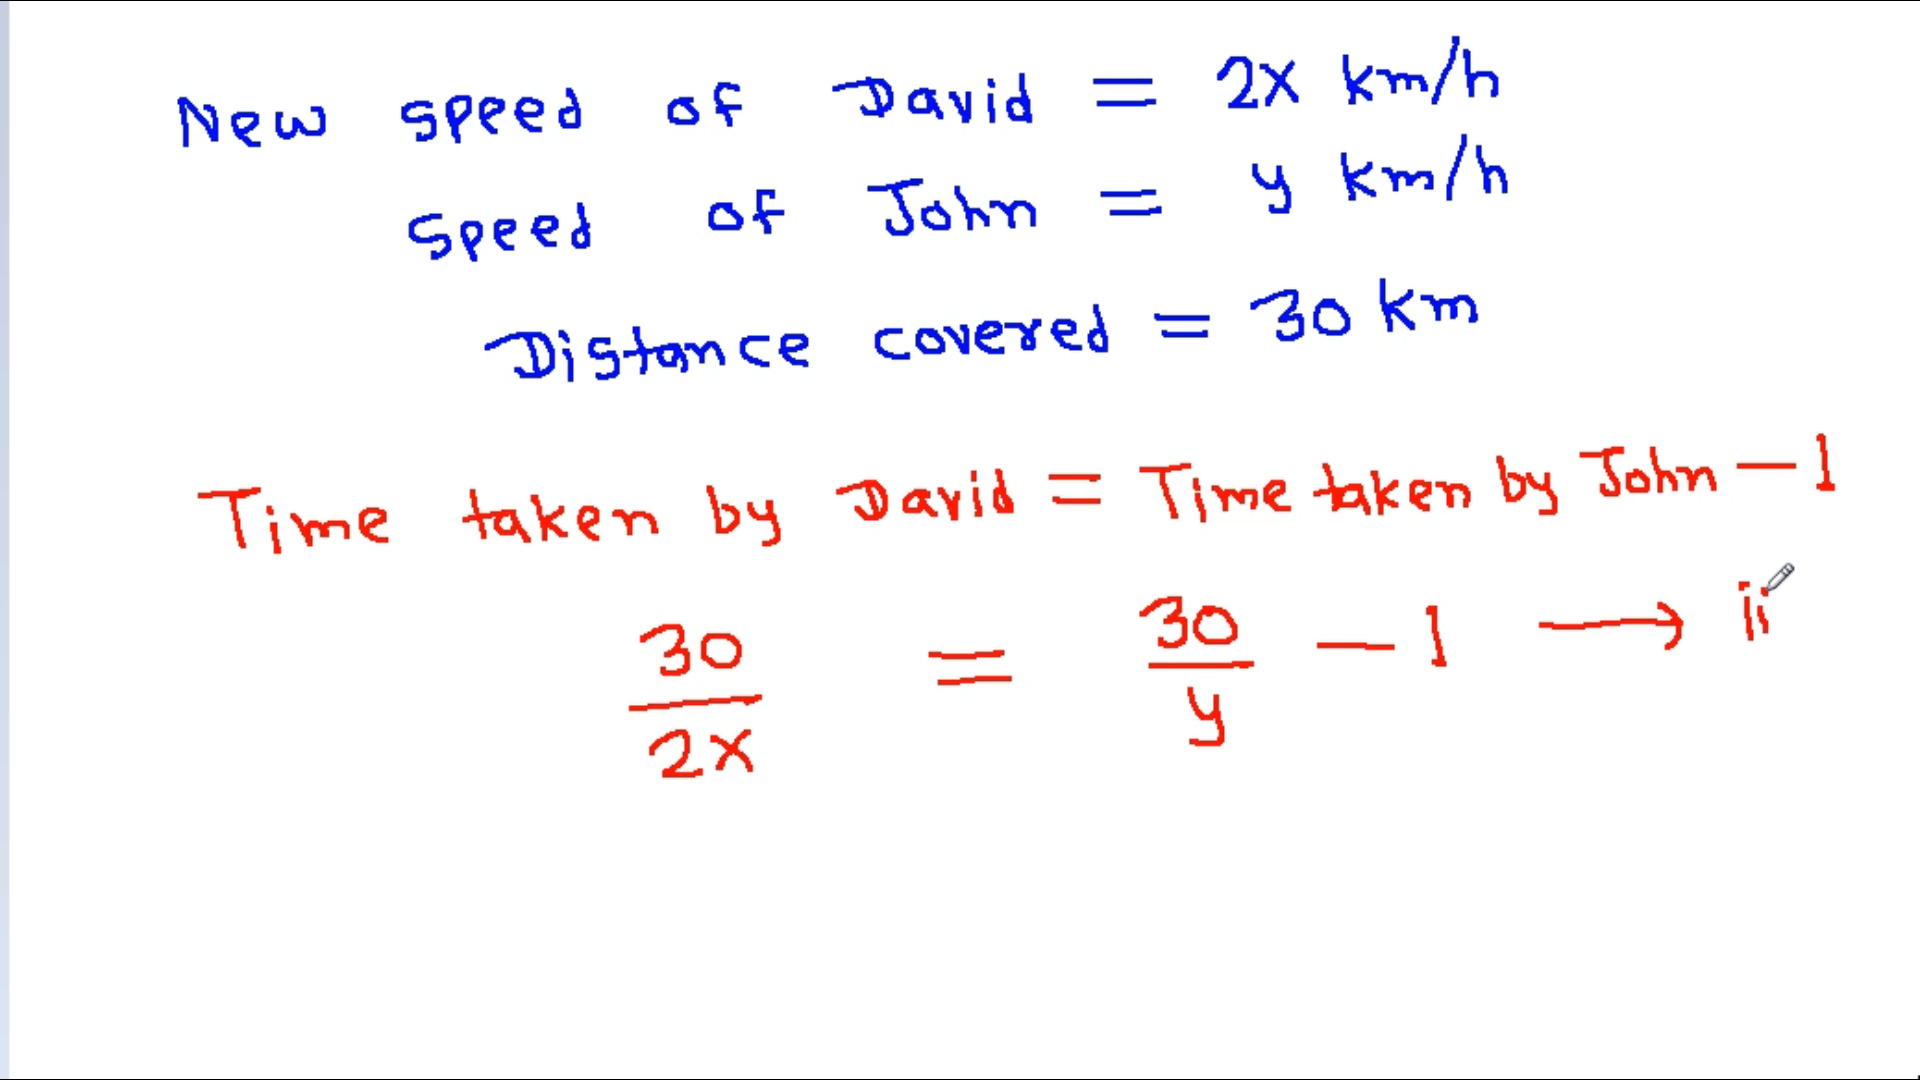 New speed of David = 2x km/h
Speed of John = y km/h
Distance covered = 30 km
Time taken by David = Time taken by John - 1
30/2x = 30/y - 1 → ii